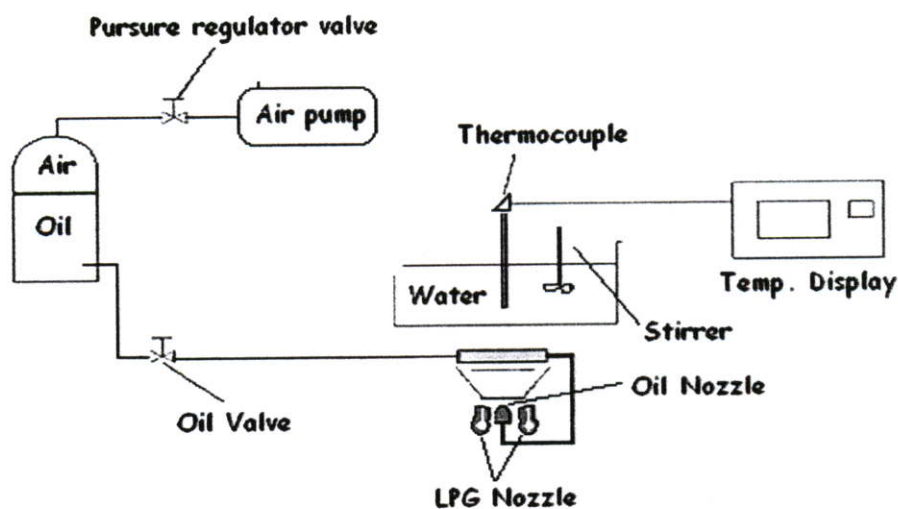 Pursure regulator valve
Air pump
Air
Oil
Thermocouple
Water
Temp. Display
Stirrer
Oil Valve
Oil Nozzle
LPG Nozzle